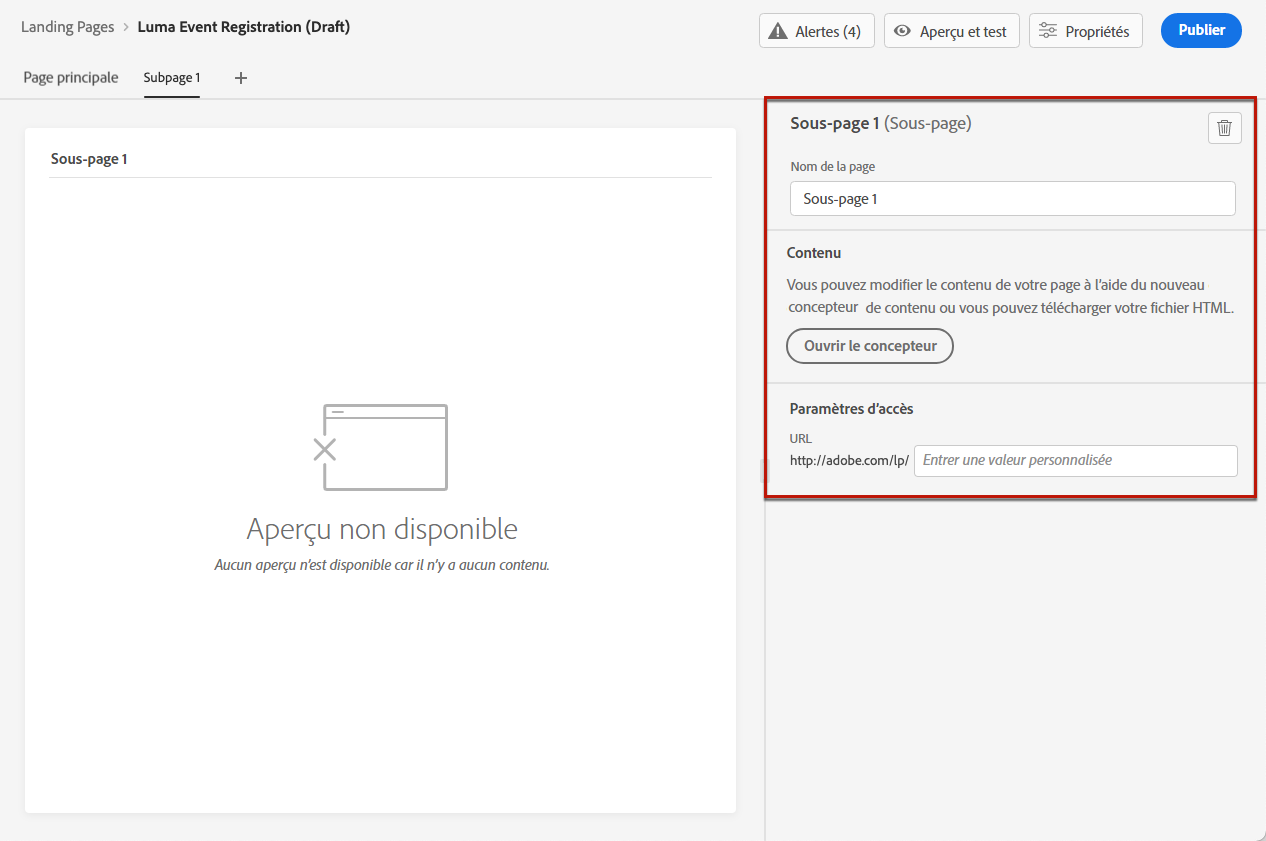 Landing Pages > Luma Event Registration (Draft)
Alertes (4)
Aperçu et test
Propriétés
Publier
Page principale
Subpage 1
+
Sous-page 1
Aperçu non disponible
Aucun aperçu n'est disponible car il n'y a aucun contenu.
Sous-page 1 (Sous-page)
Nom de la page
Sous-page 1
Contenu
Vous pouvez modifier le contenu de votre page à l'aide du nouveau
concepteur de contenu ou vous pouvez télécharger votre fichier HTML.
Ouvrir le concepteur
Paramètres d'accès
URL
http://adobe.com/lp/ Entrer une valeur personnalisée